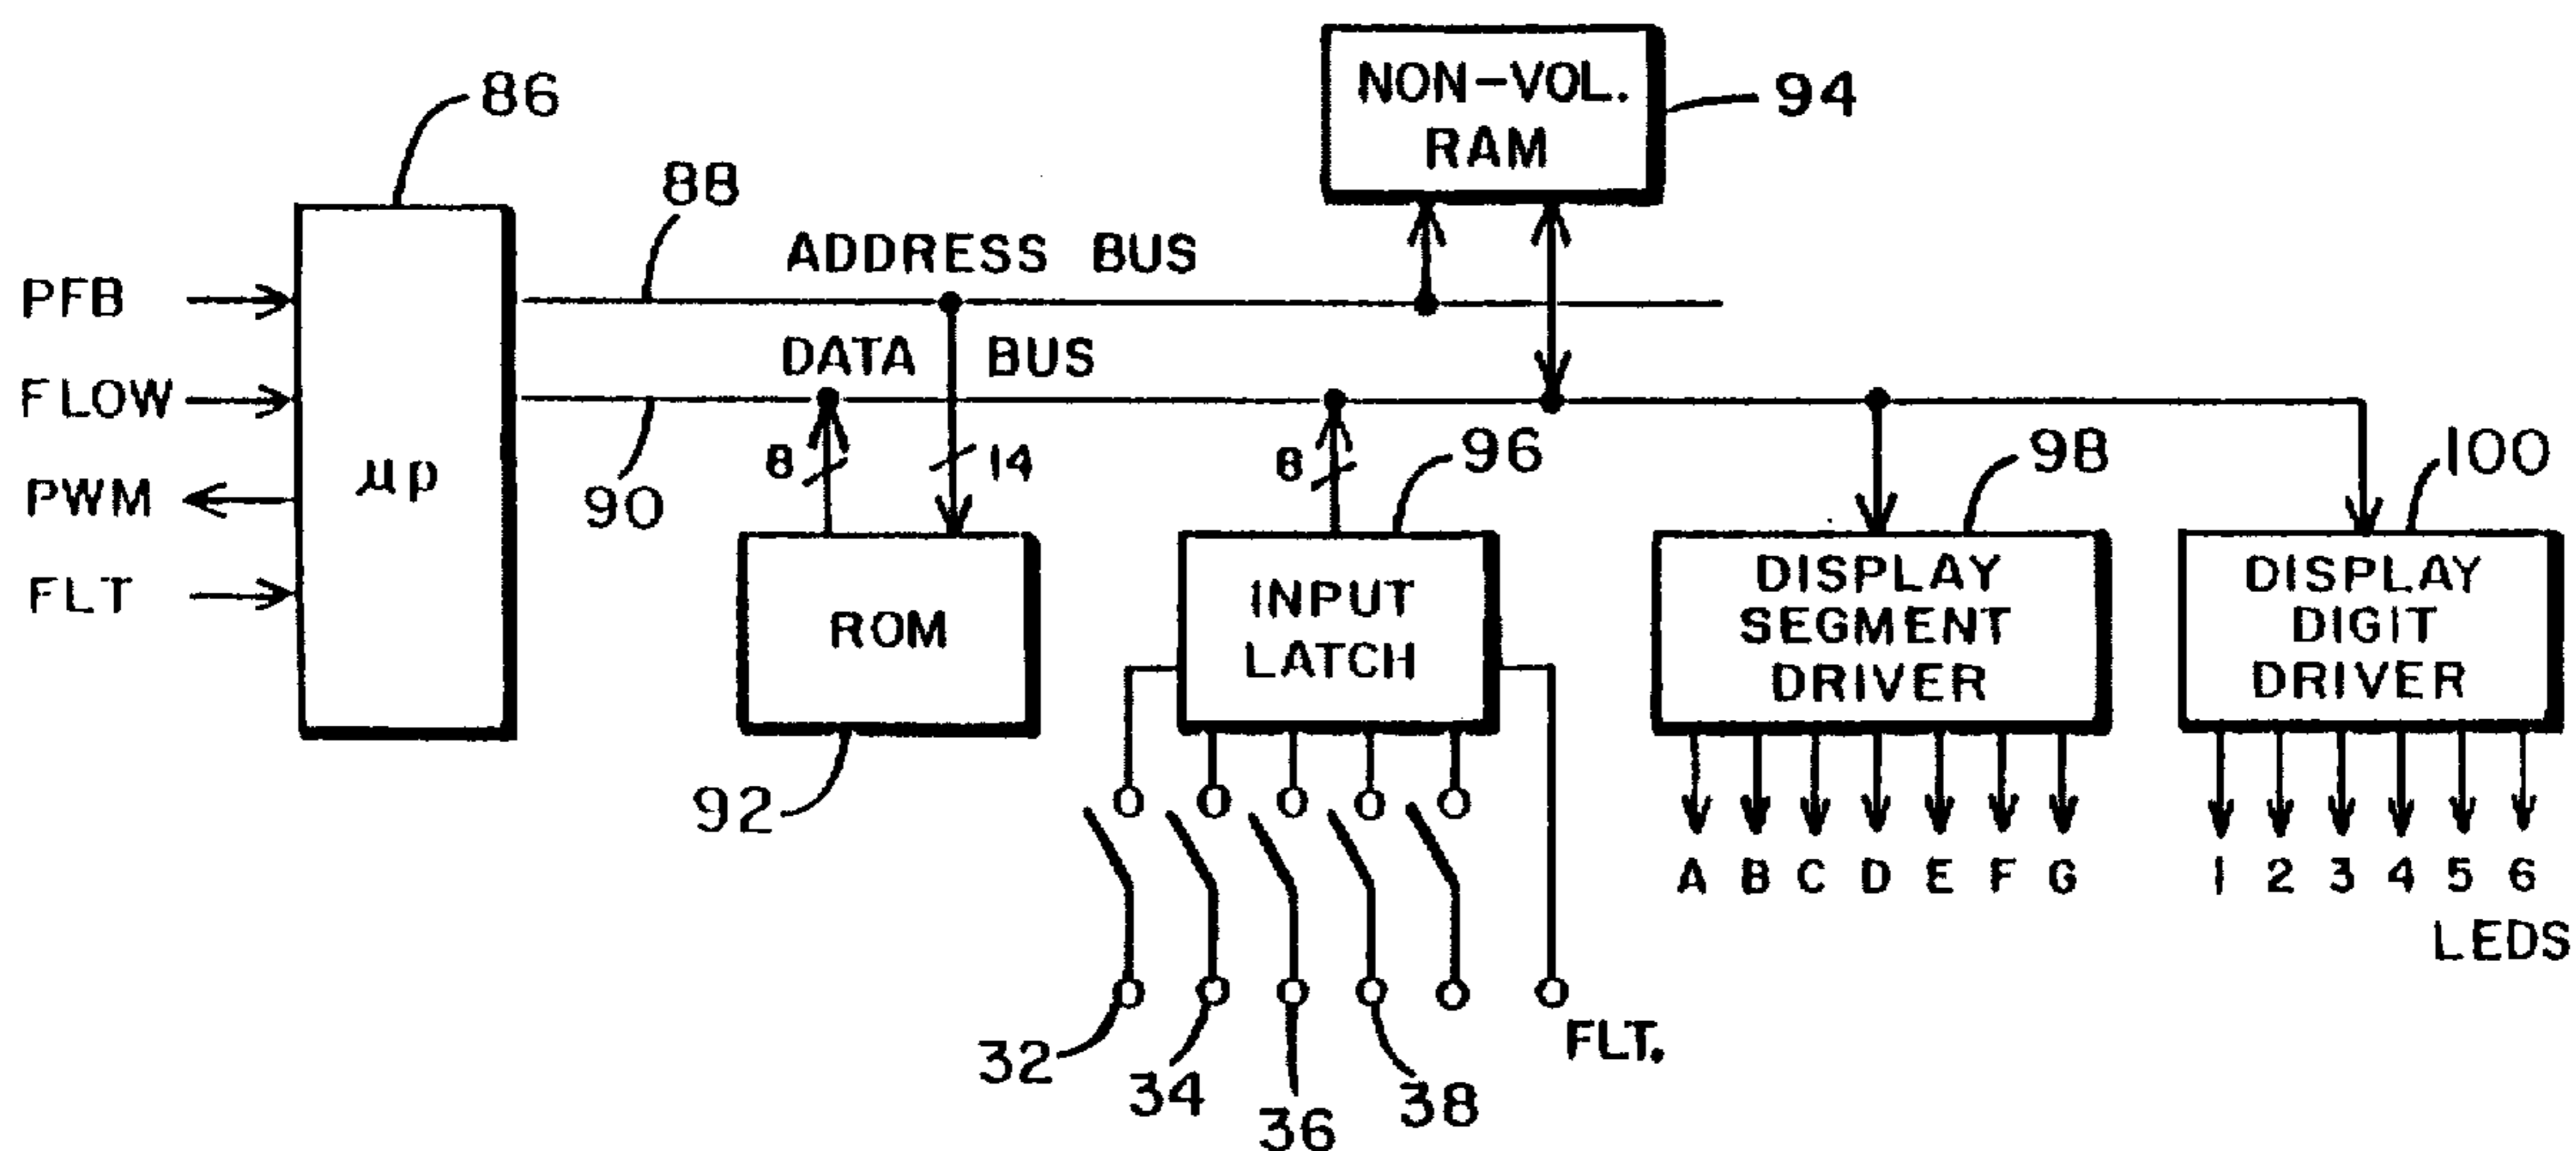 NON-VOL.
RAM
94
86
88
ADDRESS BUS
PFB
DATA BUS
FLOW
μp
90
8
14
8
96
98
100
PWM
FLT
ROM
92
INPUT
LATCH
DISPLAY
SEGMENT
DRIVER
DISPLAY
DIGIT
DRIVER
A B C D E F G
1 2 3 4 5 6
LEDS
32
34
36
38
FLT.